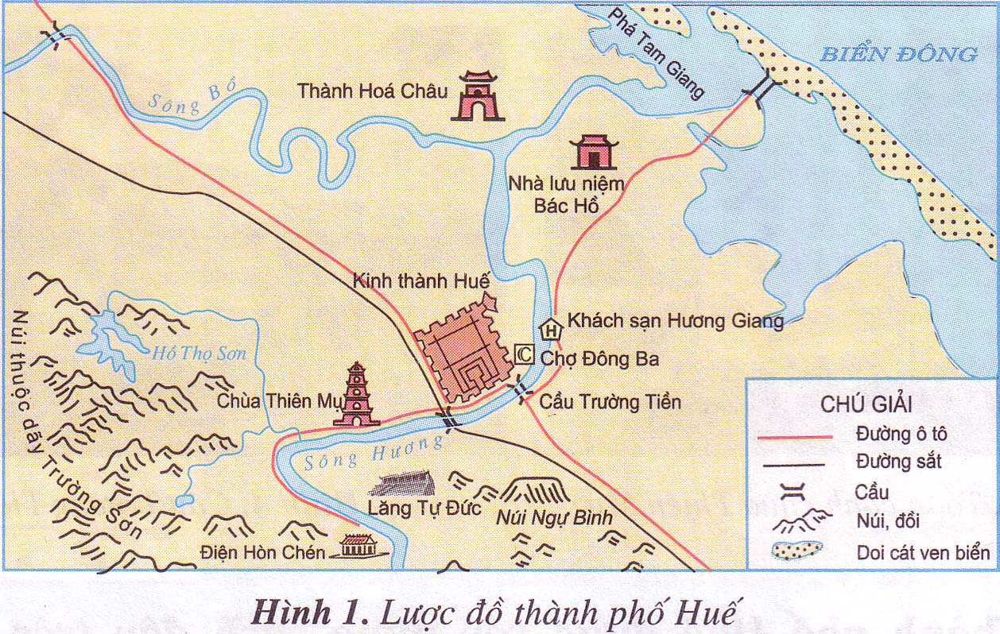 Phá Tam Giang
BIỂN ĐÔNG
Sông Bồ
Thành Hoá Châu
Nhà lưu niệm
Bác Hồ
Kinh thành Huế
Khách sạn Hương Giang
H
C
Chợ Đông Ba
Núi thuộc dãy Trường Sơn
Hồ Thọ Sơn
Chùa Thiên Mụ
Cầu Trường Tiền
Sông Hương
Lăng Tự Đức
Núi Ngự Bình
Điện Hòn Chén
CHÚ GIẢI
Đường ô tô
Đường sắt
Cầu
Núi, đồi
Doi cát ven biển
Hình 1. Lược đồ thành phố Huế